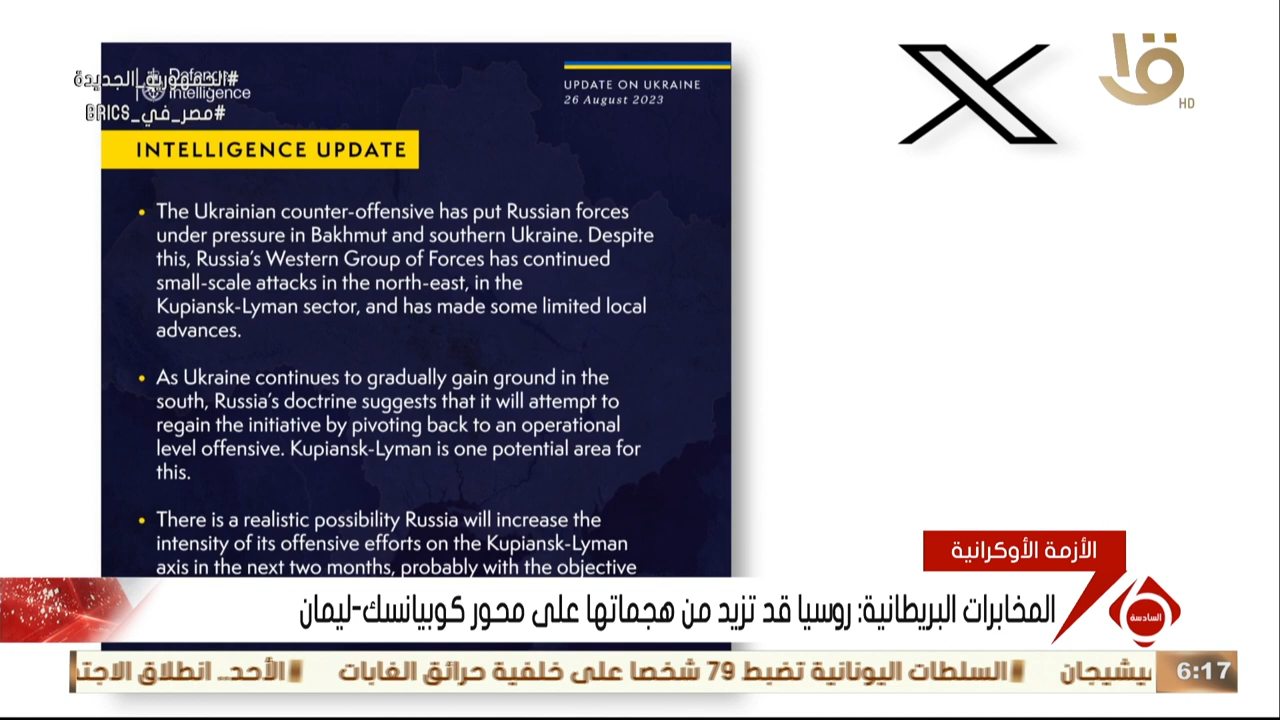 #الجمهورية_الجديدة
Defence
Intelligence
#مصر_في_BRICS
UPDATE ON UKRAINE
26 August 2023
X
HD
INTELLIGENCE UPDATE
• The Ukrainian counter-offensive has put Russian forces
under pressure in Bakhmut and southern Ukraine. Despite
this, Russia's Western Group of Forces has continued
small-scale attacks in the north-east, in the
Kupiansk-Lyman sector, and has made some limited local
advances.
• As Ukraine continues to gradually gain ground in the
south, Russia's doctrine suggests that it will attempt to
regain the initiative by pivoting back to an operational
level offensive. Kupiansk-Lyman is one potential area for
this.
• There is a realistic possibility Russia will increase the
intensity of its offensive efforts on the Kupiansk-Lyman
axis in the next two months, probably with the objective
الأزمة الأوكرانية
المخابرات البريطانية: روسيا قد تزيد من هجماتها على محور كوبيانسك-ليمان
السادسة
6:17
السلطات اليونانية تضبط 79 شخصا على خلفية حرائق الغابات
الأحد.. انطلاق